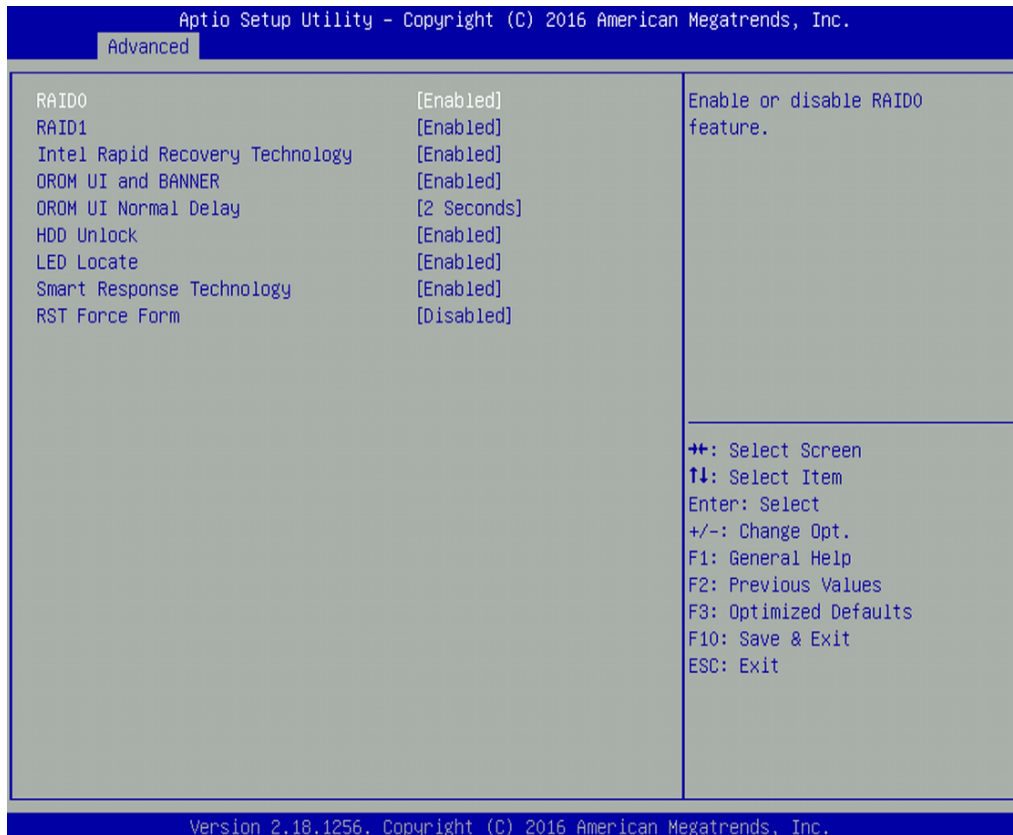 Aptio Setup Utility - Copyright (C) 2016 American Megatrends, Inc.
Advanced
RAID0 [Enabled]
RAID1 [Enabled]
Intel Rapid Recovery Technology [Enabled]
OROM UI and BANNER [Enabled]
OROM UI Normal Delay [2 Seconds]
HDD Unlock [Enabled]
LED Locate [Enabled]
Smart Response Technology [Enabled]
RST Force Form [Disabled]
Enable or disable RAID0
feature.
→←: Select Screen
↑↓: Select Item
Enter: Select
+/-: Change Opt.
F1: General Help
F2: Previous Values
F3: Optimized Defaults
F10: Save & Exit
ESC: Exit
Version 2.18.1256. Copyright (C) 2016 American Megatrends, Inc.